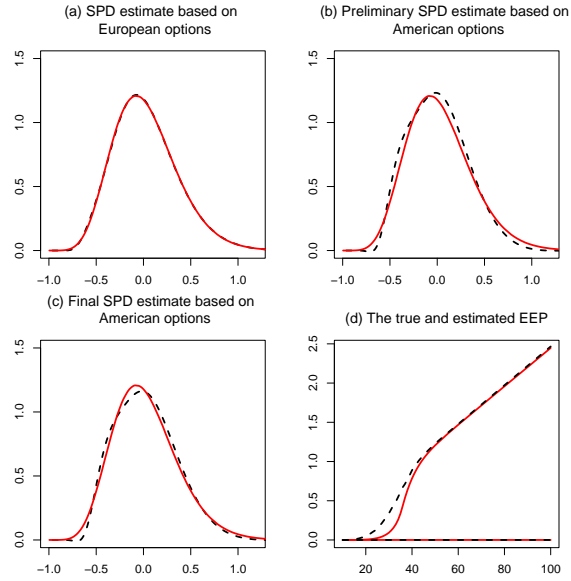 (a) SPD estimate based on
European options
(b) Preliminary SPD estimate based on
American options
1.5
1.0
0.5
0.0
−1.0 −0.5 0.0 0.5 1.0
1.5
1.0
0.5
0.0
−1.0 −0.5 0.0 0.5 1.0
(c) Final SPD estimate based on
American options
(d) The true and estimated EEP
1.5
1.0
0.5
0.0
−1.0 −0.5 0.0 0.5 1.0
2.5
2.0
1.5
1.0
0.5
0.0
20 40 60 80 100